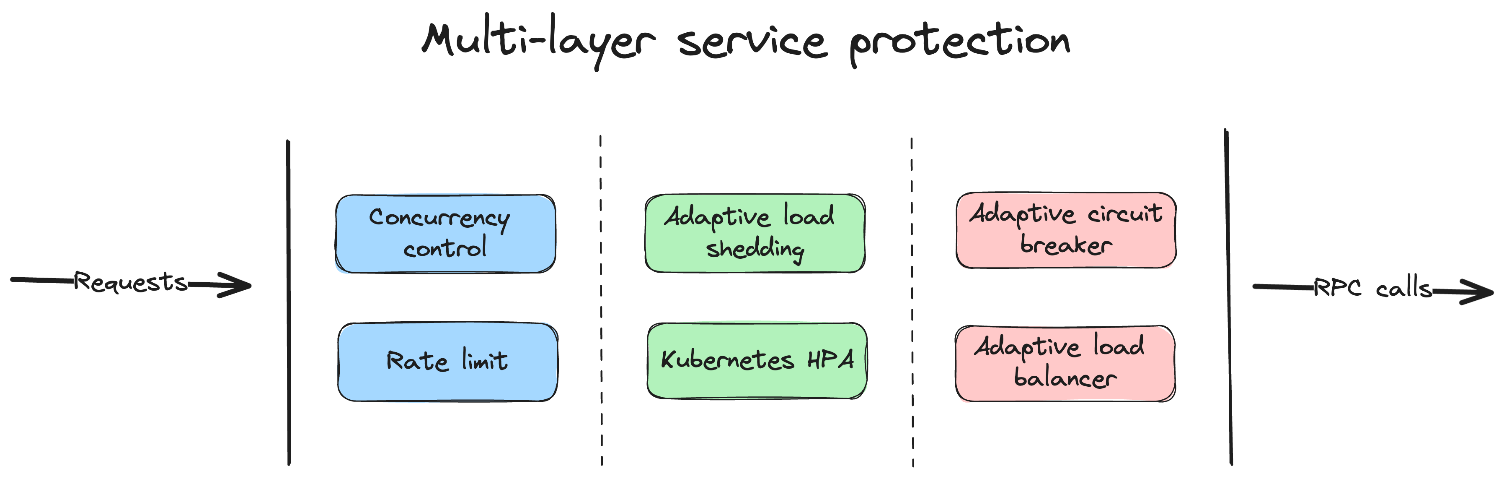 Multi-layer service protection
Requests
Concurrency
control
Rate limit
Adaptive load
shedding
Kubernetes HPA
Adaptive circuit
breaker
Adaptive load
balancer
RPC calls